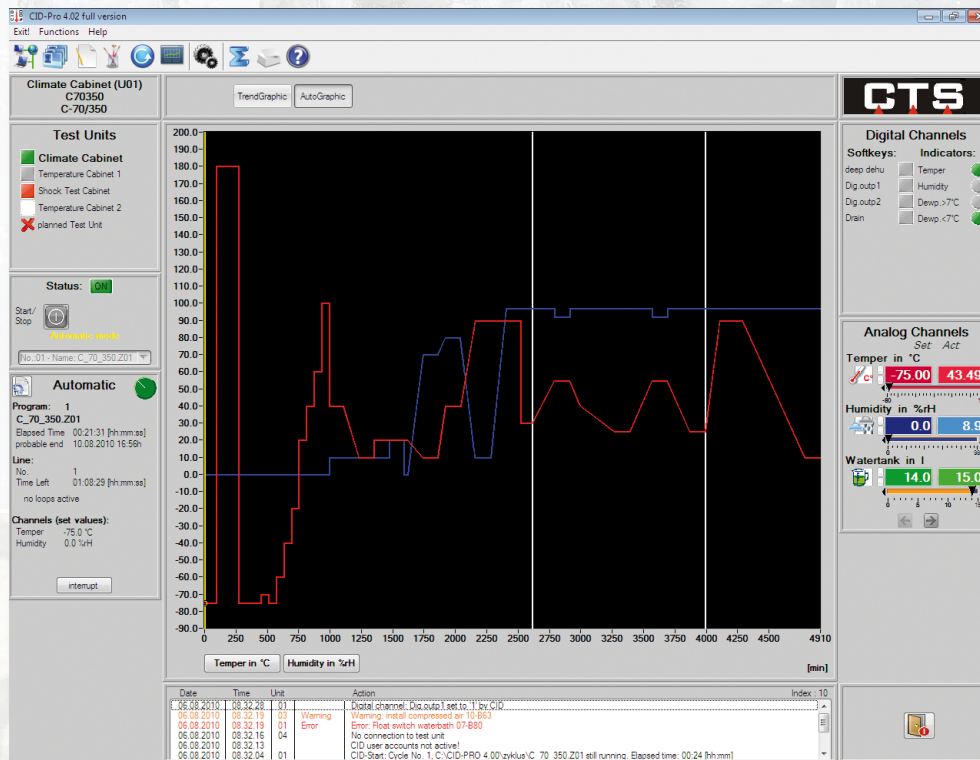 CID-Pro 4.02 full version
Exit! Functions Help
Climate Cabinet (U01)
C70350
C-70/350
TrendGraphic AutoGraphic
CTS
Test Units
Climate Cabinet
Temperature Cabinet 1
Shock Test Cabinet
Temperature Cabinet 2
planned Test Unit
Status: ON
Start/
Stop
Automatic mode
No.:01 - Name: C_70_350.Z01
Automatic
Program: 1
C_70_350.Z01
Elapsed Time 00:21:31 [hh:mm:ss]
probable end 10.08.2010 16:56h
Line:
No. 1
Time Left 01:08:29 [hh:mm:ss]
no loops active
Channels (set values):
Temper -75.0 °C
Humidity 0.0 %rH
interrupt
200.0
190.0
180.0
170.0
160.0
150.0
140.0
130.0
120.0
110.0
100.0
90.0
80.0
70.0
60.0
50.0
40.0
30.0
20.0
10.0
0.0
-10.0
-20.0
-30.0
-40.0
-50.0
-60.0
-70.0
-80.0
-90.0
0 250 500 750 1000 1250 1500 1750 2000 2250 2500 2750 3000 3250 3500 3750 4000 4250 4500 4910
Temper in °C Humidity in %rH
[min]
Digital Channels
Softkeys: Indicators:
deep dehu Temper
Dig.outp1 Humidity
Dig.outp2 Dewp.>7°C
Drain Dewp.<7°C
Analog Channels
Set Act
Temper in °C
-75.00 43.49
-80
Humidity in %rH
0.0 8.9
0
Watertank in l
14.0 15.0
0 5 10 15
Date Time Unit Action Index : 10
06.08.2010 08.32.28 01 Digital channel: Dig.outp1 set to '1' by CID
06.08.2010 08.32.19 03 Warning Warning: install compressed air 10-B63
06.08.2010 08.32.19 01 Error Error: Float switch waterbath 07-B80
06.08.2010 08.32.16 04 No connection to test unit
06.08.2010 08.32.13 CID user accounts not active!
06.08.2010 08.32.04 01 CID-Start: Cycle No. 1, C:\CID-PRO 4.00\zyklus\C_70_350.Z01 still running. Elapsed time: 00:24 [hh:mm]